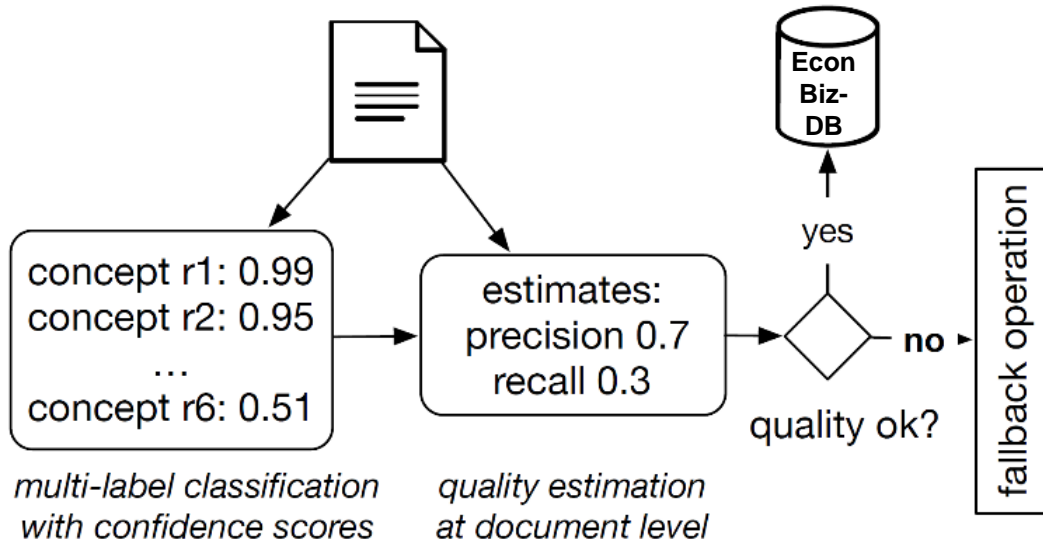 Econ
Biz-
DB
concept r1: 0.99
concept r2: 0.95
...
concept r6: 0.51
estimates:
precision 0.7
recall 0.3
yes
no
quality ok?
fallback operation
multi-label classification
with confidence scores
quality estimation
at document level